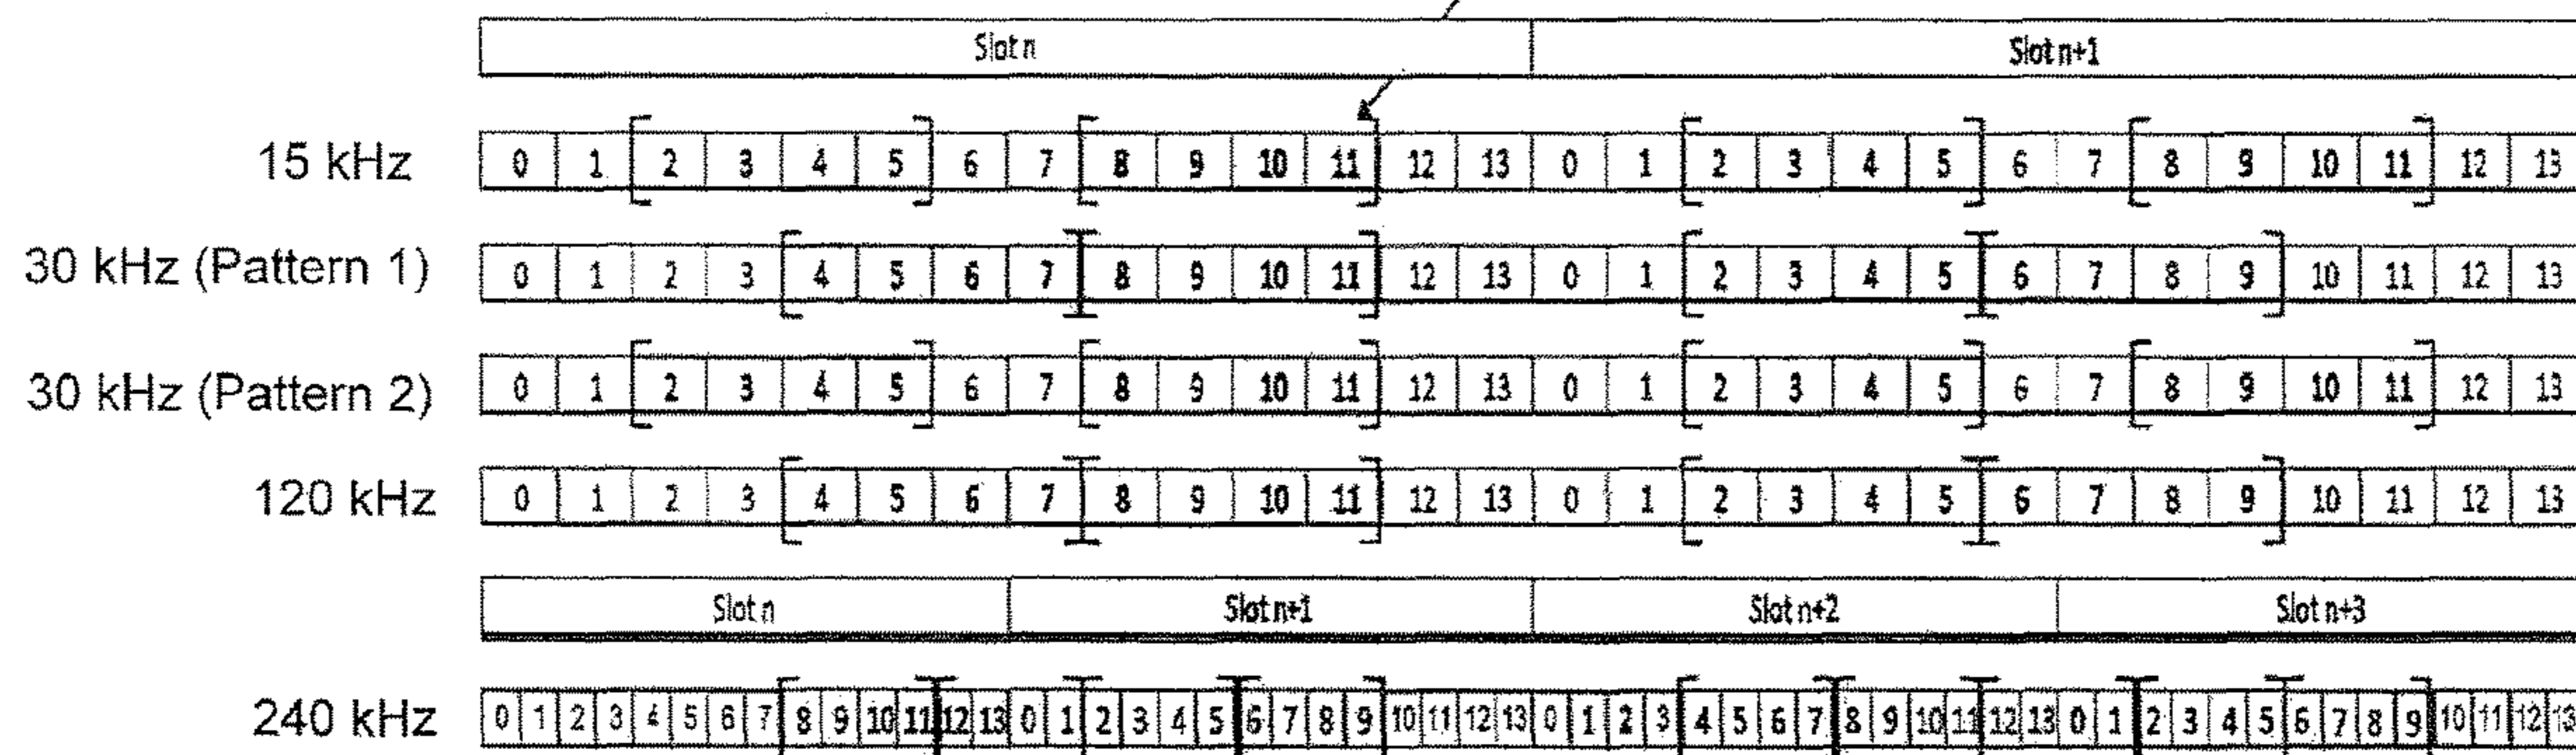 Slot n Slot n+1
15 kHz 0 1 2 3 4 5 6 7 8 9 10 11 12 13 0 1 2 3 4 5 6 7 8 9 10 11 12 13
30 kHz (Pattern 1) 0 1 2 3 4 5 6 7 8 9 10 11 12 13 0 1 2 3 4 5 6 7 8 9 10 11 12 13
30 kHz (Pattern 2) 0 1 2 3 4 5 6 7 8 9 10 11 12 13 0 1 2 3 4 5 6 7 8 9 10 11 12 13
120 kHz 0 1 2 3 4 5 6 7 8 9 10 11 12 13 0 1 2 3 4 5 6 7 8 9 10 11 12 13
Slot n Slot n+1 Slot n+2 Slot n+3
240 kHz 0 1 2 3 4 5 6 7 8 9 10 11 12 13 0 1 2 3 4 5 6 7 8 9 10 11 12 13 0 1 2 3 4 5 6 7 8 9 10 11 12 13 0 1 2 3 4 5 6 7 8 9 10 11 12 13